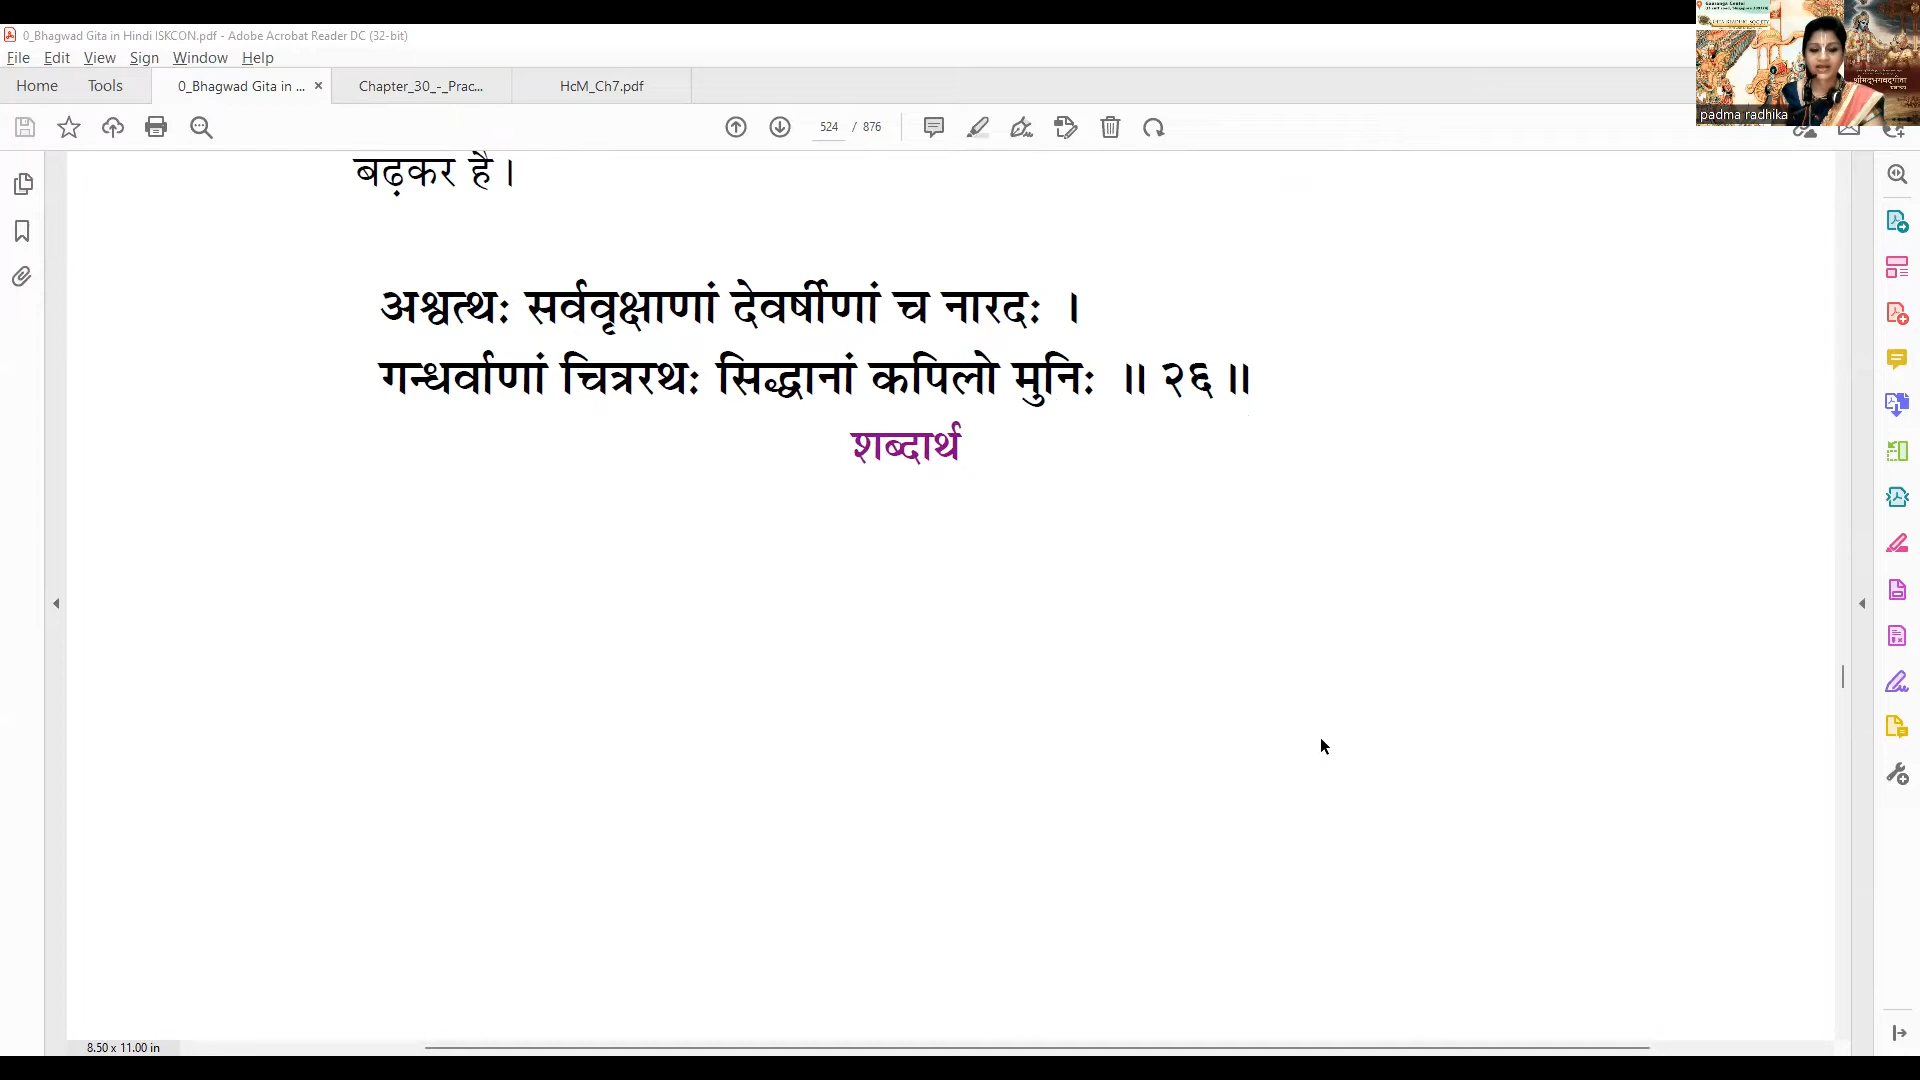 0_Bhagwad Gita in Hindi ISKCON.pdf - Adobe Acrobat Reader DC (32-bit)
File Edit View Sign Window Help
Home Tools 0_Bhagwad Gita in ... × Chapter_30_-_Prac... HcM_Ch7.pdf
524 / 876
padma radhika
श्रीमद्भगवद्गीता
बढ़कर है।
अश्वत्थः सर्ववृक्षाणां देवर्षीणां च नारदः ।
गन्धर्वाणां चित्ररथः सिद्धानां कपिलो मुनिः ॥ २६ ॥
शब्दार्थ
8.50 x 11.00 in